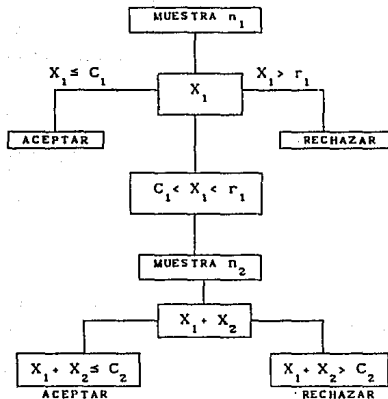 MUESTRA n₁
X₁ ≤ C₁
X₁ > r₁
X₁
ACEPTAR
RECHAZAR
C₁ < X₁ < r₁
MUESTRA n₂
X₁ + X₂
X₁ + X₂ ≤ C₂
X₁ + X₂ > C₂
ACEPTAR
RECHAZAR